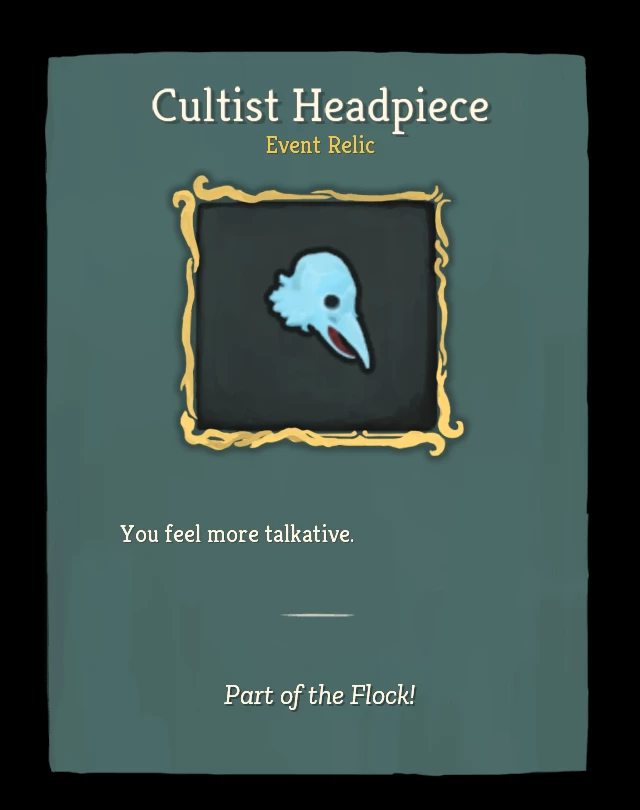 Cultist Headpiece
Event Relic
You feel more talkative.
Part of the Flock!